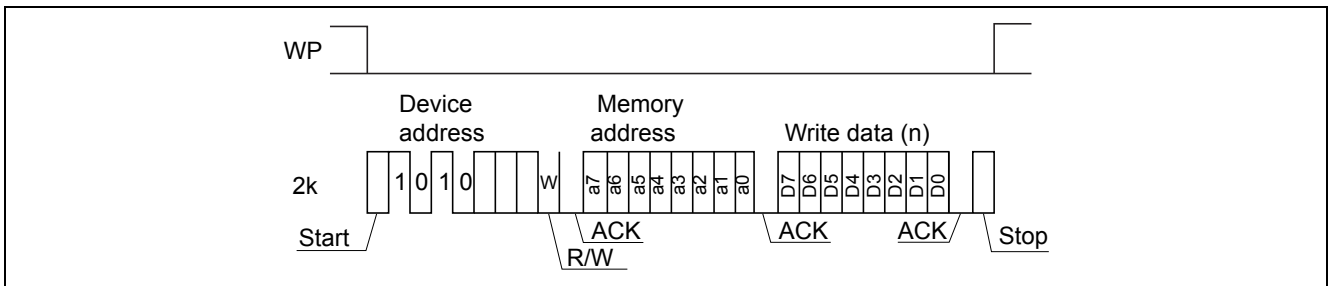 WP
Device address
Memory address
Write data (n)
2k
1 0 1 0 W a7 a6 a5 a4 a3 a2 a1 a0 D7 D6 D5 D4 D3 D2 D1 D0
Start
R/W
ACK
ACK
ACK
Stop